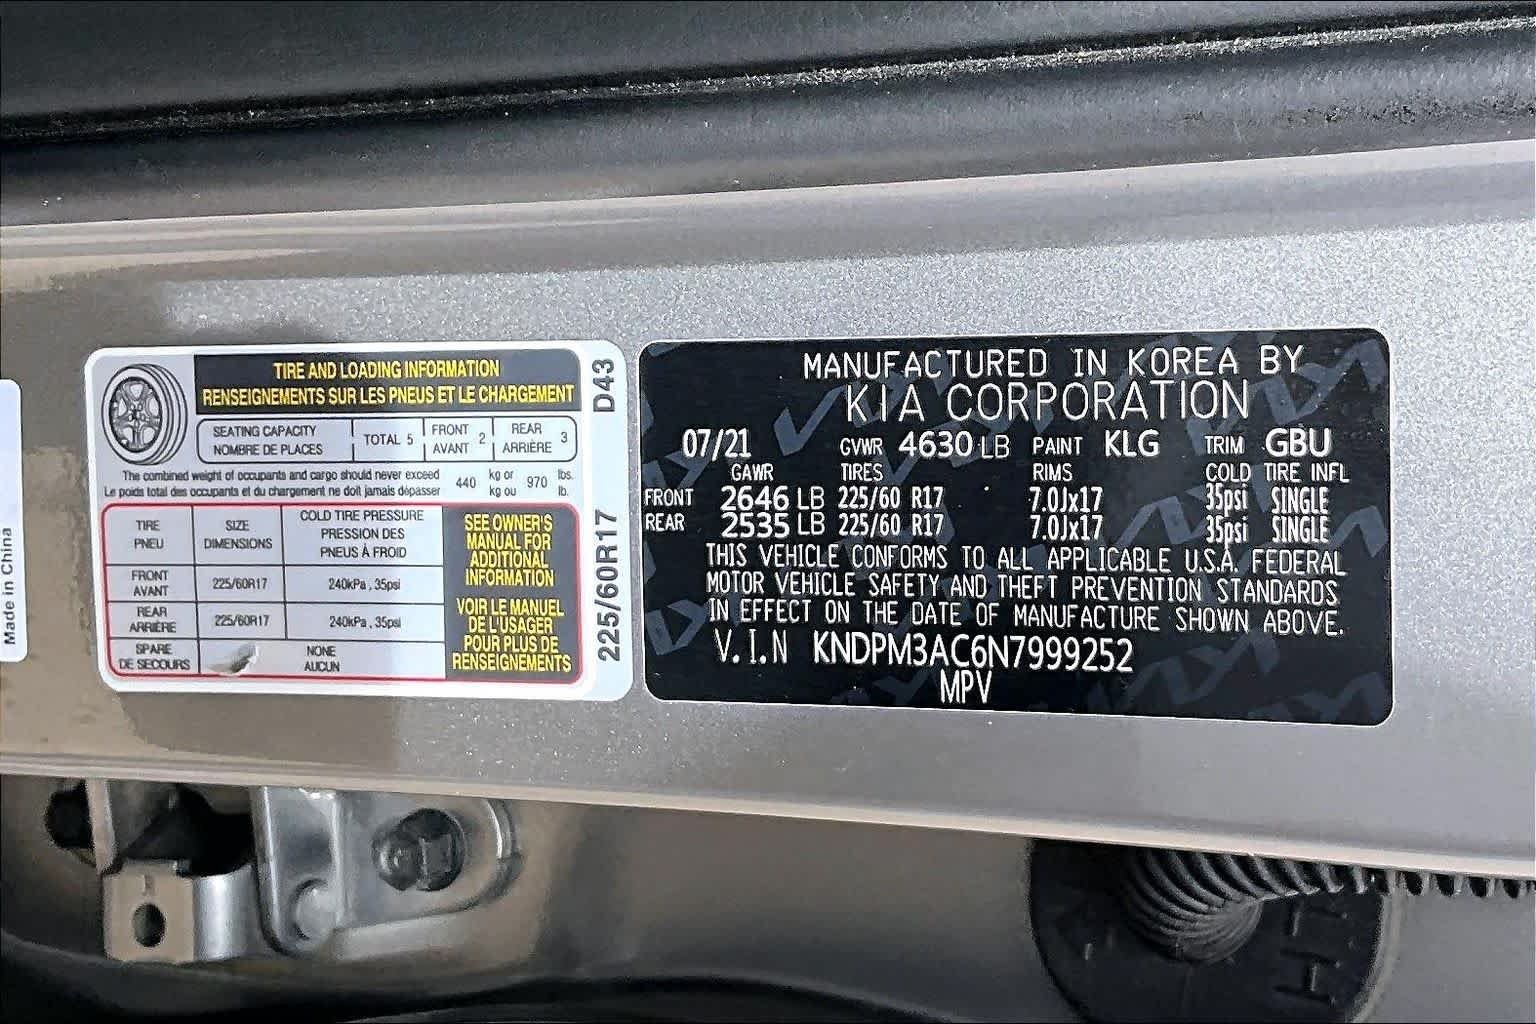 Made in China
TIRE AND LOADING INFORMATION
RENSEIGNEMENTS SUR LES PNEUS ET LE CHARGEMENT
SEATING CAPACITY
NOMBRE DE PLACES
TOTAL 5
FRONT
AVANT
2
REAR
ARRIÈRE
3
The combined weight of occupants and cargo should never exceed
Le poids total des occupants et du chargement ne doit jamais dépasser
440
kg or
kg ou
970
lbs.
lb.
TIRE
PNEU
SIZE
DIMENSIONS
COLD TIRE PRESSURE
PRESSION DES
PNEUS À FROID
FRONT
AVANT
225/60R17
240kPa, 35psi
REAR
ARRIÈRE
225/60R17
240kPa, 35psi
SPARE
DE SECOURS
NONE
AUCUN
SEE OWNER'S
MANUAL FOR
ADDITIONAL
INFORMATION
VOIR LE MANUEL
DE L'USAGER
POUR PLUS DE
RENSEIGNEMENTS
225/60R17 D43
MANUFACTURED IN KOREA BY
KIA CORPORATION
07/21 GVWR 4630 LB PAINT KLG TRIM GBU
GAWR TIRES RIMS COLD TIRE INFL
FRONT 2646 LB 225/60 R17 7.0Jx17 35psi SINGLE
REAR 2535 LB 225/60 R17 7.0Jx17 35psi SINGLE
THIS VEHICLE CONFORMS TO ALL APPLICABLE U.S.A. FEDERAL
MOTOR VEHICLE SAFETY AND THEFT PREVENTION STANDARDS
IN EFFECT ON THE DATE OF MANUFACTURE SHOWN ABOVE.
V.I.N KNDPM3AC6N7999252
MPV